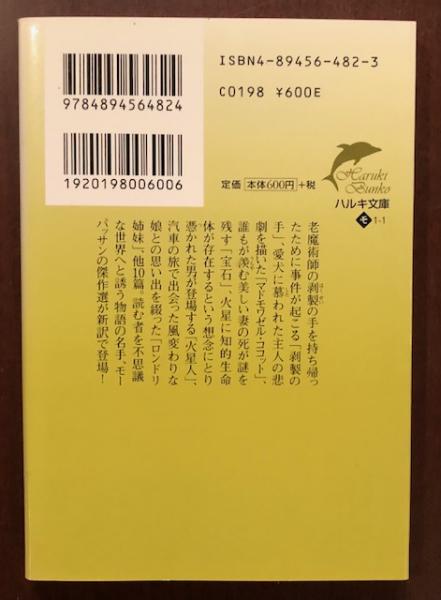 ISBN4-89456-482-3
C0198 ¥600E
9784894564824
1920198006006
定価 本体600円 +税
Haruki
Bunko
ハルキ文庫
モ 1-1
老魔術師の剥製の手を持ち帰っ
たために事件が起こる「剥製の
手」、愛犬に慕われた主人の悲
劇を描いた「マドモワゼル・ココット」、
誰もが羨む美しい妻の死が謎を
残す「宝石」、火星に知的生命
体が存在するという想念にとり
憑かれた男が登場する「火星人」、
汽車の旅で出会った風変わりな
娘との思い出を綴った「ロンドリ
姉妹」、他10篇。読む者を不思議
な世界へと誘う物語の名手、モー
パッサンの傑作選が新訳で登場!